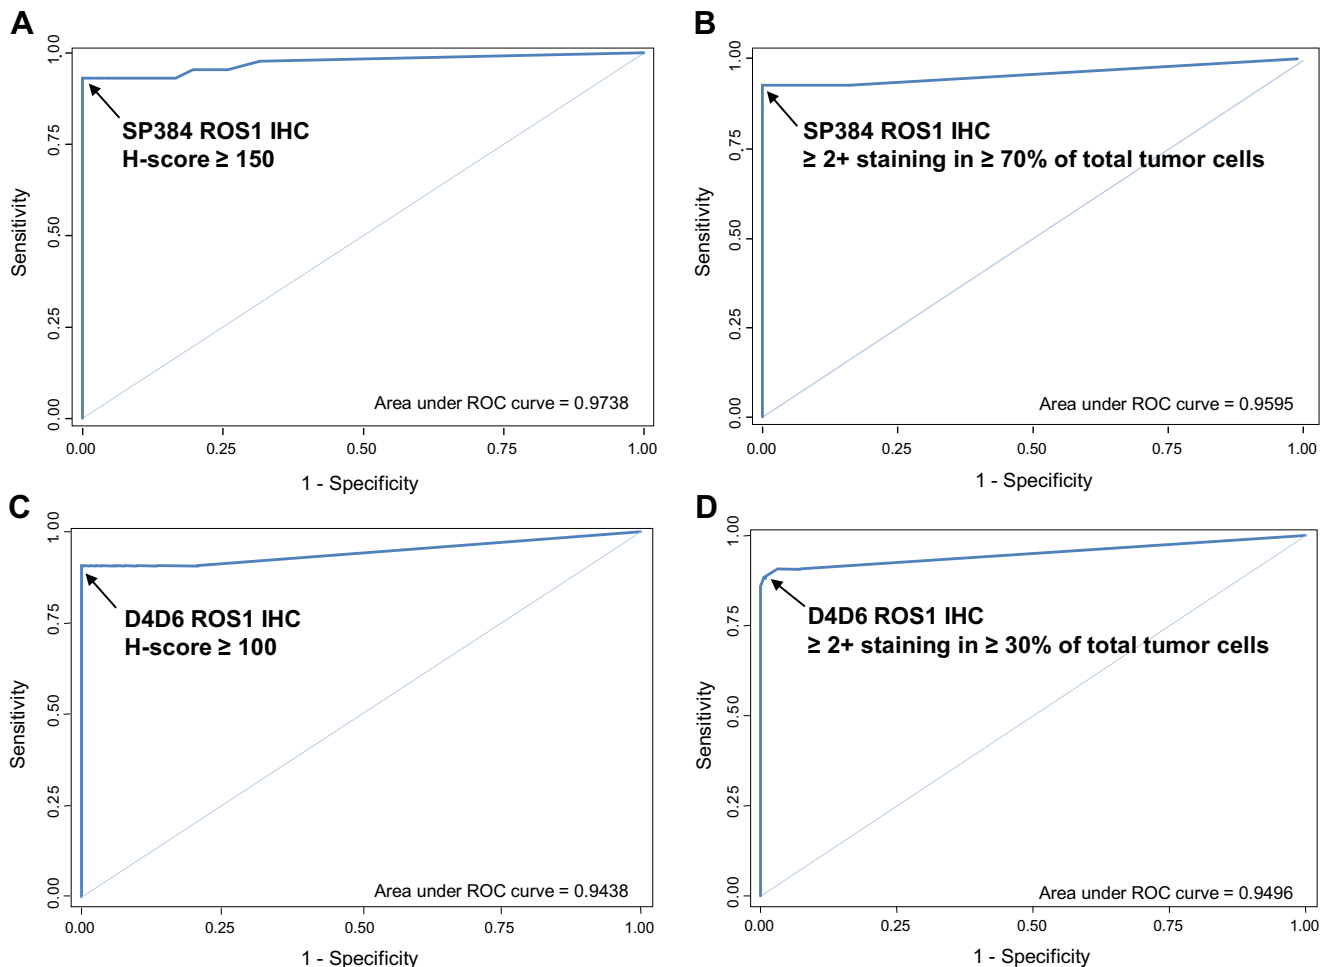 A
1.00
0.75
0.50
0.25
0.00
Sensitivity
SP384 ROS1 IHC
H-score ≥ 150
Area under ROC curve = 0.9738
0.00 0.25 0.50 0.75 1.00
1 - Specificity
B
1.00
0.75
0.50
0.25
0.00
Sensitivity
SP384 ROS1 IHC
≥ 2+ staining in ≥ 70% of total tumor cells
Area under ROC curve = 0.9595
0.00 0.25 0.50 0.75 1.00
1 - Specificity
C
1.00
0.75
0.50
0.25
0.00
Sensitivity
D4D6 ROS1 IHC
H-score ≥ 100
Area under ROC curve = 0.9438
0.00 0.25 0.50 0.75 1.00
1 - Specificity
D
1.00
0.75
0.50
0.25
0.00
Sensitivity
D4D6 ROS1 IHC
≥ 2+ staining in ≥ 30% of total tumor cells
Area under ROC curve = 0.9496
0.00 0.25 0.50 0.75 1.00
1 - Specificity